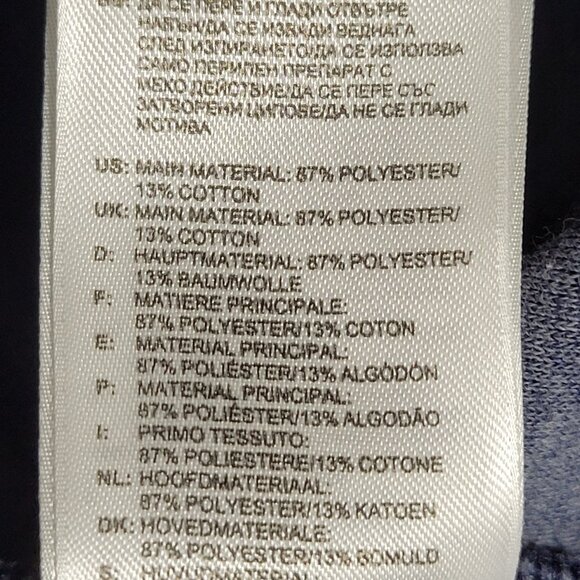 ДА СЕ ПЕРЕ И ГЛАДИ ОТВЪТРЕ
НАВЪН/ДА СЕ ИЗВАДИ ВЕДНАГА
СЛЕД ИЗПИРАНЕТО/ДА СЕ ИЗПОЛЗВА
САМО ПЕРИЛЕН ПРЕПАРАТ С
МЕКО ДЕЙСТВИЕ/ДА СЕ ПЕРЕ СЪС
ЗАТВОРЕНИ ЦИПОВЕ/ДА НЕ СЕ ГЛАДИ
МОТИВА
US: MAIN MATERIAL: 87% POLYESTER/
13% COTTON
UK: MAIN MATERIAL: 87% POLYESTER/
13% COTTON
D: HAUPTMATERIAL: 87% POLYESTER/
13% BAUMWOLLE
F: MATIERE PRINCIPALE:
87% POLYESTER/13% COTON
E: MATERIAL PRINCIPAL:
87% POLIÉSTER/13% ALGODÓN
P: MATERIAL PRINCIPAL:
87% POLIÉSTER/13% ALGODÃO
I: PRIMO TESSUTO:
87% POLIESTERE/13% COTONE
NL: HOOFDMATERIAAL:
87% POLYESTER/13% KATOEN
DK: HOVEDMATERIALE:
87% POLYESTER/13% BOMULD
S: HUVUDMATERIAL: